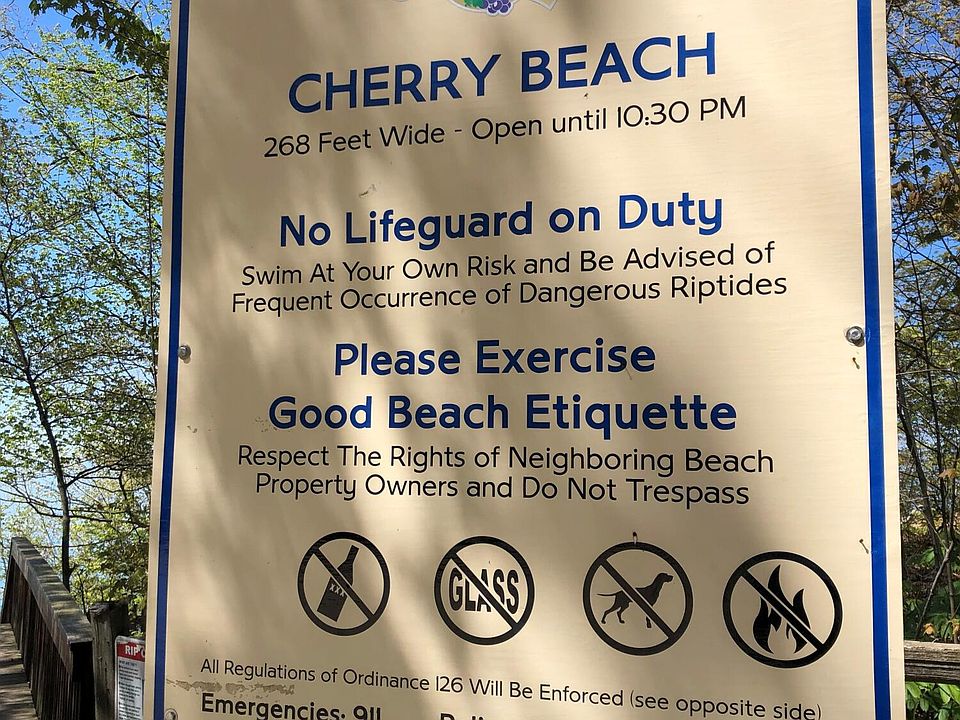 CHERRY BEACH
268 Feet Wide - Open until 10:30 PM
No Lifeguard on Duty
Swim At Your Own Risk and Be Advised of
Frequent Occurrence of Dangerous Riptides
Please Exercise
Good Beach Etiquette
Respect The Rights of Neighboring Beach
Property Owners and Do Not Trespass
XXX
GLASS
All Regulations of Ordinance 126 Will Be Enforced (see opposite side)
Emergencies: 911
RIP